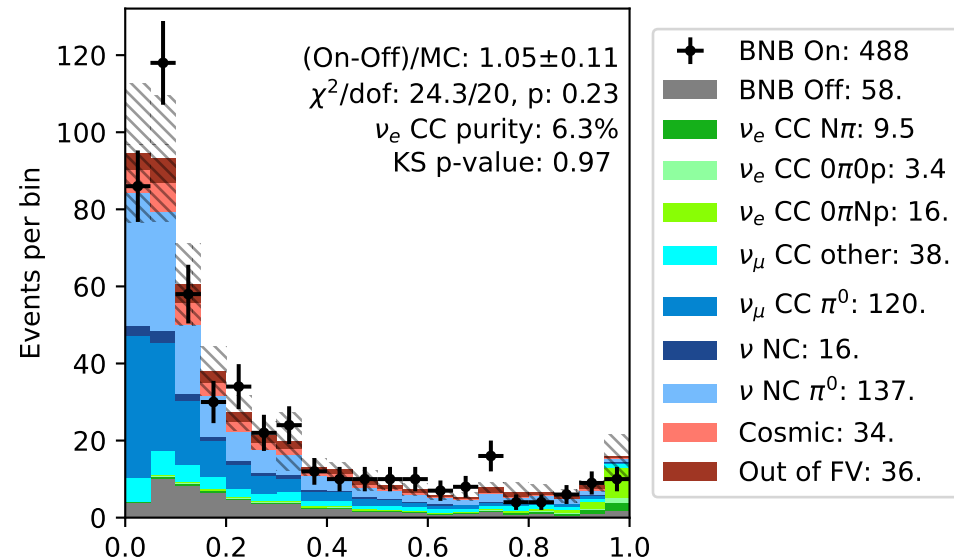 120
100
80
60
40
20
0
Events per bin
0.0 0.2 0.4 0.6 0.8 1.0
(On-Off)/MC: 1.05±0.11
χ²/dof: 24.3/20, p: 0.23
νₑ CC purity: 6.3%
KS p-value: 0.97
BNB On: 488
BNB Off: 58.
νₑ CC Nπ: 9.5
νₑ CC 0π0p: 3.4
νₑ CC 0πNp: 16.
ν_μ CC other: 38.
ν_μ CC π⁰: 120.
ν NC: 16.
ν NC π⁰: 137.
Cosmic: 34.
Out of FV: 36.